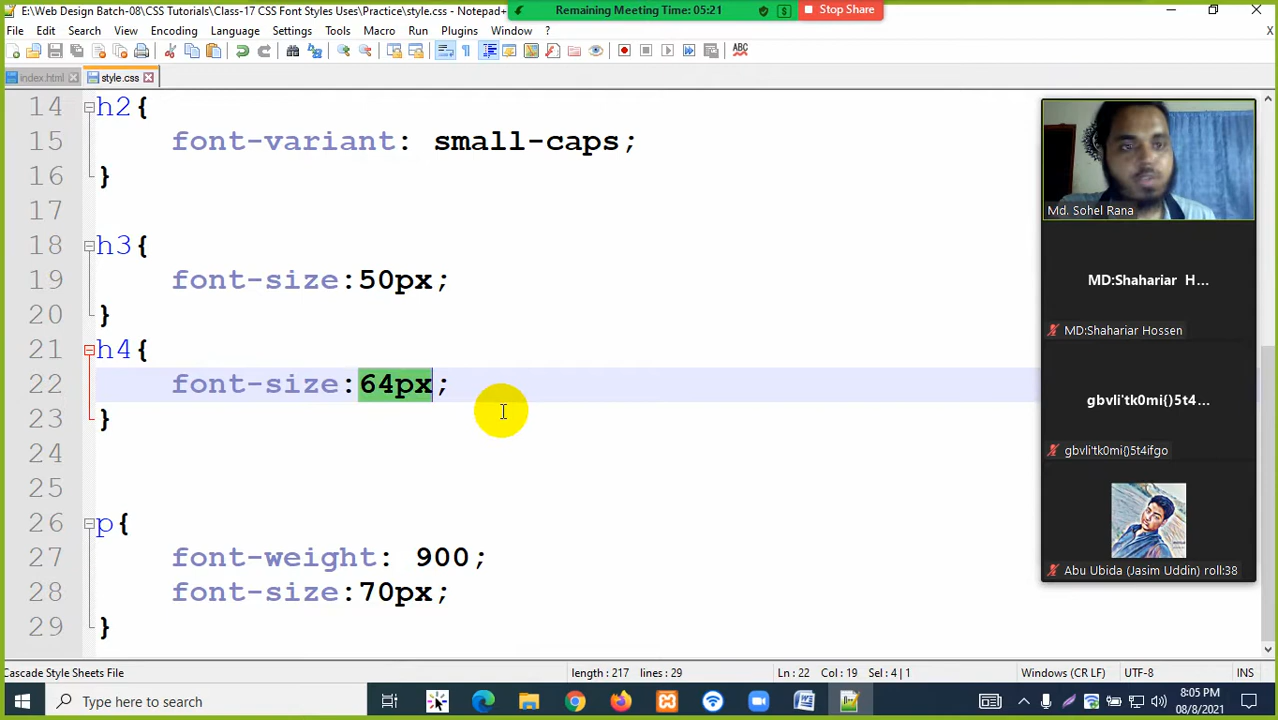 E:\Web Design Batch-08\CSS Tutorials\Class-17 CSS Font Styles Uses\Practice\style.css - Notepad+
Remaining Meeting Time: 05:21
Stop Share
File Edit Search View Encoding Language Settings Tools Macro Run Plugins Window ? X
index.html style.css
14 h2{
15 font-variant: small-caps;
16 }
17
18 h3{
19 font-size:50px;
20 }
21 h4{
22 font-size:64px;
23 }
24
25
26 p{
27 font-weight: 900;
28 font-size:70px;
29 }
Md. Sohel Rana
MD:Shahariar H...
MD:Shahariar Hossen
gbvli'tk0mi{)5t4...
gbvli'tk0mi{)5t4ifgo
Abu Ubida (Jasim Uddin) roll:38
Cascade Style Sheets File length : 217 lines : 29 Ln : 22 Col : 19 Sel : 4 | 1 Windows (CR LF) UTF-8 INS
Type here to search
8:05 PM
08/8/2021